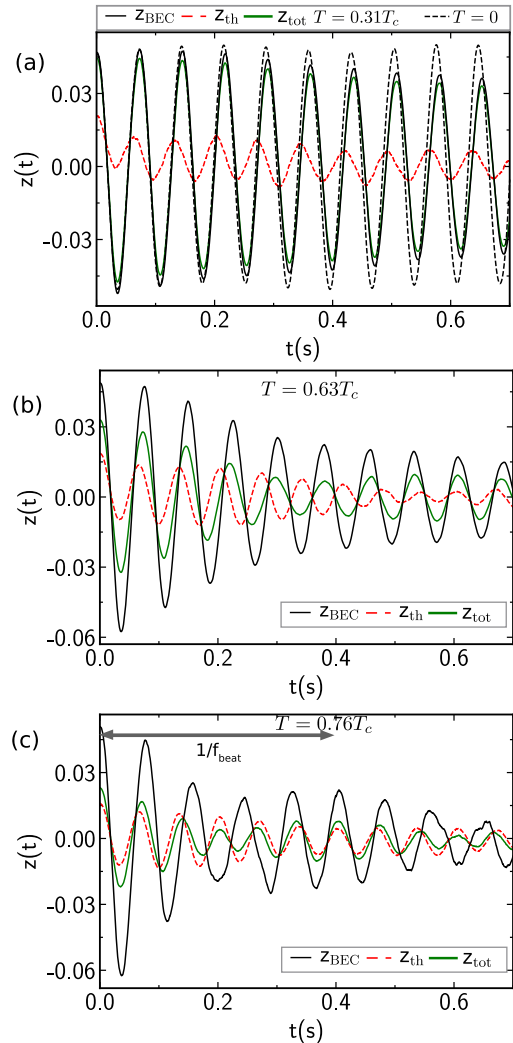 z_BEC z_th z_tot T = 0.31T_c T = 0
(a)
0.03
0.00
-0.03
z(t)
0.0 0.2 0.4 0.6
t(s)
(b)
T = 0.63T_c
0.03
0.00
-0.03
-0.06
z(t)
z_BEC z_th z_tot
0.0 0.2 0.4 0.6
t(s)
(c)
T = 0.76T_c
1/f_beat
0.03
0.00
-0.03
-0.06
z(t)
z_BEC z_th z_tot
0.0 0.2 0.4 0.6
t(s)